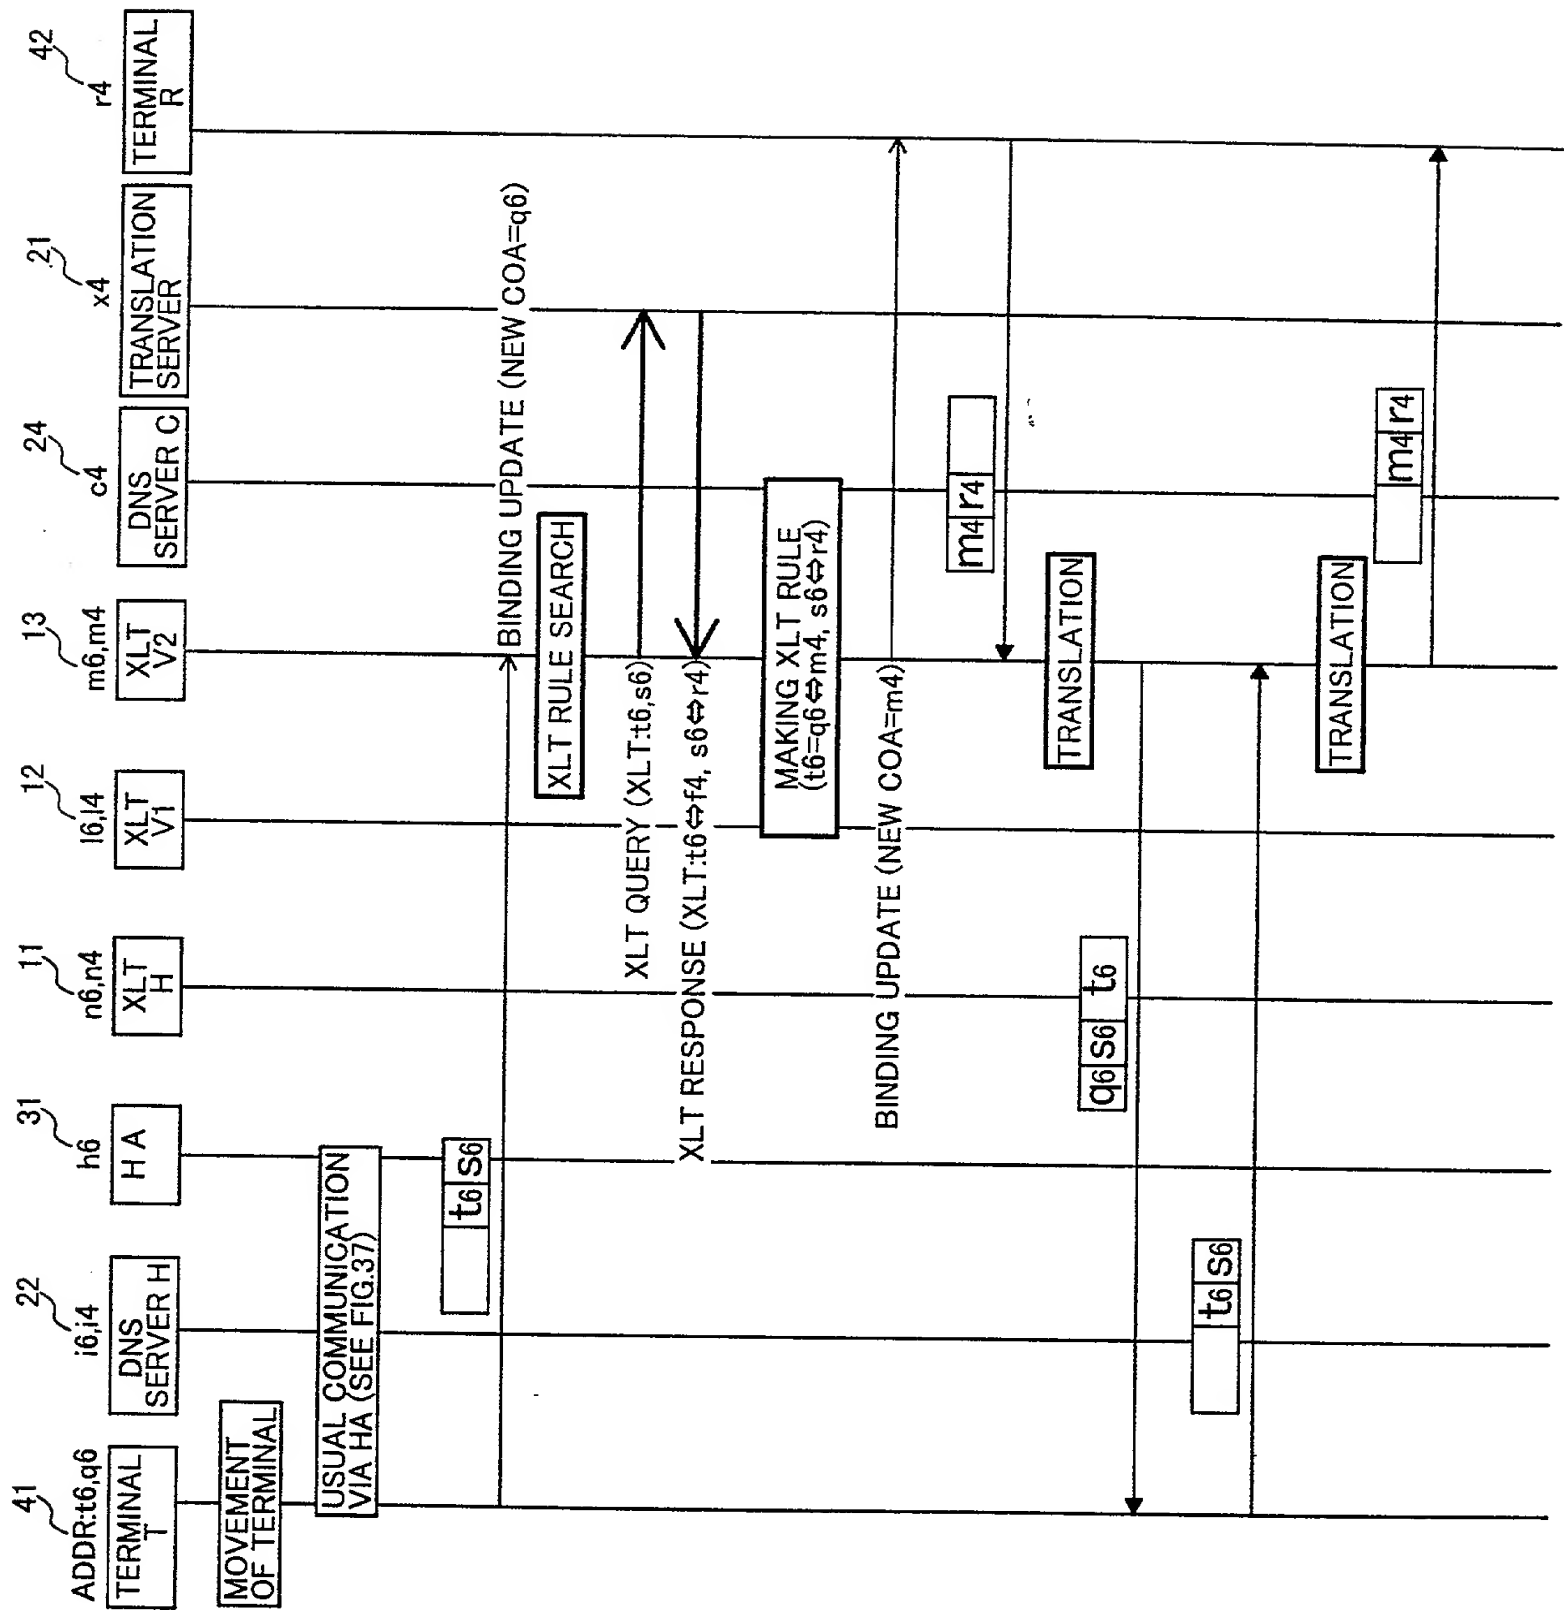 41
ADDR:t6,q6
TERMINAL
T
22
i6,i4
DNS
SERVER H
31
h6
H A
11
n6,n4
XLT
H
12
l6,l4
XLT
V1
13
m6,m4
XLT
V2
24
c4
DNS
SERVER C
21
x4
TRANSLATION
SERVER
42
r4
TERMINAL
R
MOVEMENT
OF TERMINAL
USUAL COMMUNICATION
VIA HA (SEE FIG.37)
t6 s6
BINDING UPDATE (NEW COA=q6)
XLT RULE SEARCH
XLT QUERY (XLT:t6,s6)
XLT RESPONSE (XLT:t6⇔f4, s6⇔r4)
MAKING XLT RULE
(t6=q6⇔m4, s6⇔r4)
BINDING UPDATE (NEW COA=m4)
m4 r4
TRANSLATION
q6 s6 t6
t6 s6
TRANSLATION
m4 r4